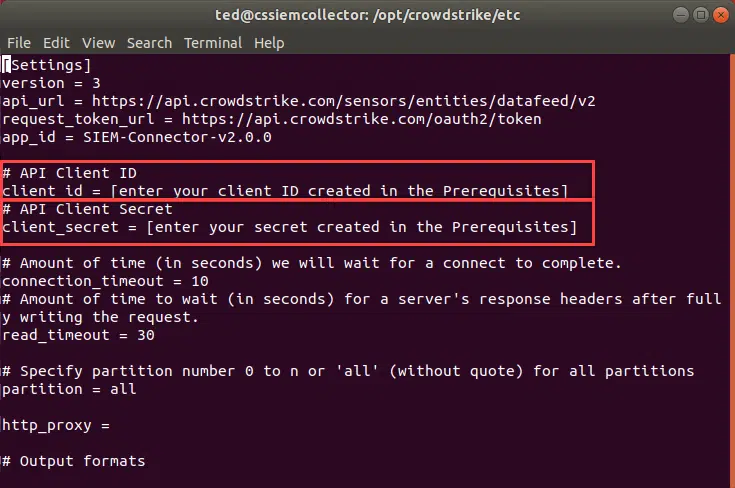 ted@cssiemcollector: /opt/crowdstrike/etc
File Edit View Search Terminal Help
[Settings]
version = 3
api_url = https://api.crowdstrike.com/sensors/entities/datafeed/v2
request_token_url = https://api.crowdstrike.com/oauth2/token
app_id = SIEM-Connector-v2.0.0
# API Client ID
client_id = [enter your client ID created in the Prerequisites]
# API Client Secret
client_secret = [enter your secret created in the Prerequisites]
# Amount of time (in seconds) we will wait for a connect to complete.
connection_timeout = 10
# Amount of time to wait (in seconds) for a server's response headers after full
y writing the request.
read_timeout = 30
# Specify partition number 0 to n or 'all' (without quote) for all partitions
partition = all
http_proxy =
# Output formats